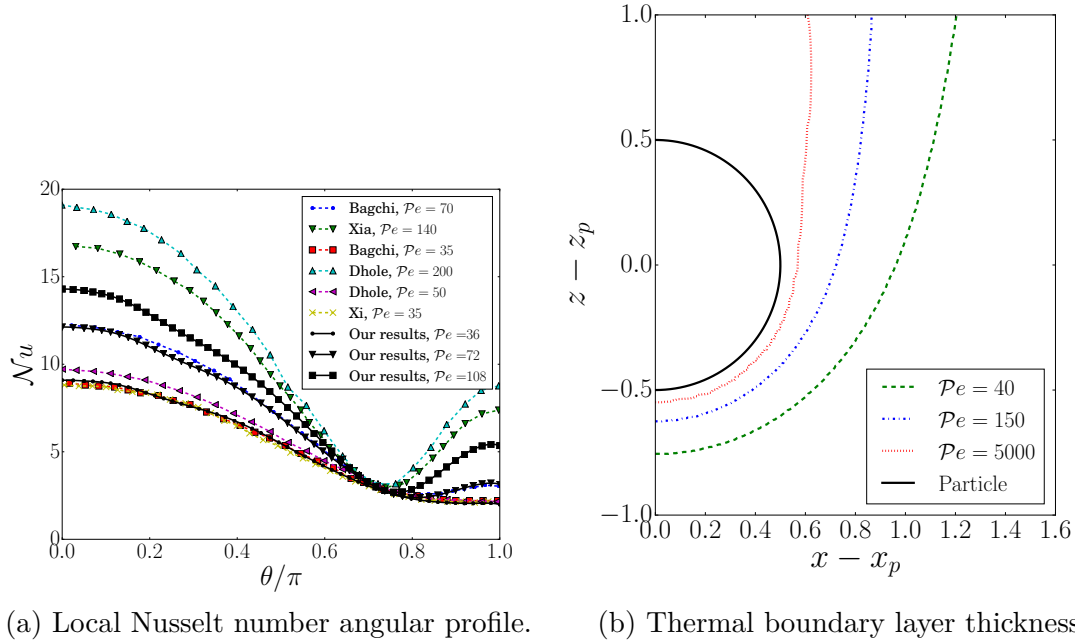 20
15
10
5
0
0.0 0.2 0.4 0.6 0.8 1.0
𝒩u
θ/π
Bagchi, 𝒫e = 70
Xia, 𝒫e = 140
Bagchi, 𝒫e = 35
Dhole, 𝒫e = 200
Dhole, 𝒫e = 50
Xi, 𝒫e = 35
Our results, 𝒫e =36
Our results, 𝒫e =72
Our results, 𝒫e =108
(a) Local Nusselt number angular profile.
1.0
0.5
0.0
−0.5
−1.0
0.0 0.2 0.4 0.6 0.8 1.0 1.2 1.4 1.6
z − z_p
x − x_p
𝒫e = 40
𝒫e = 150
𝒫e = 5000
Particle
(b) Thermal boundary layer thickness